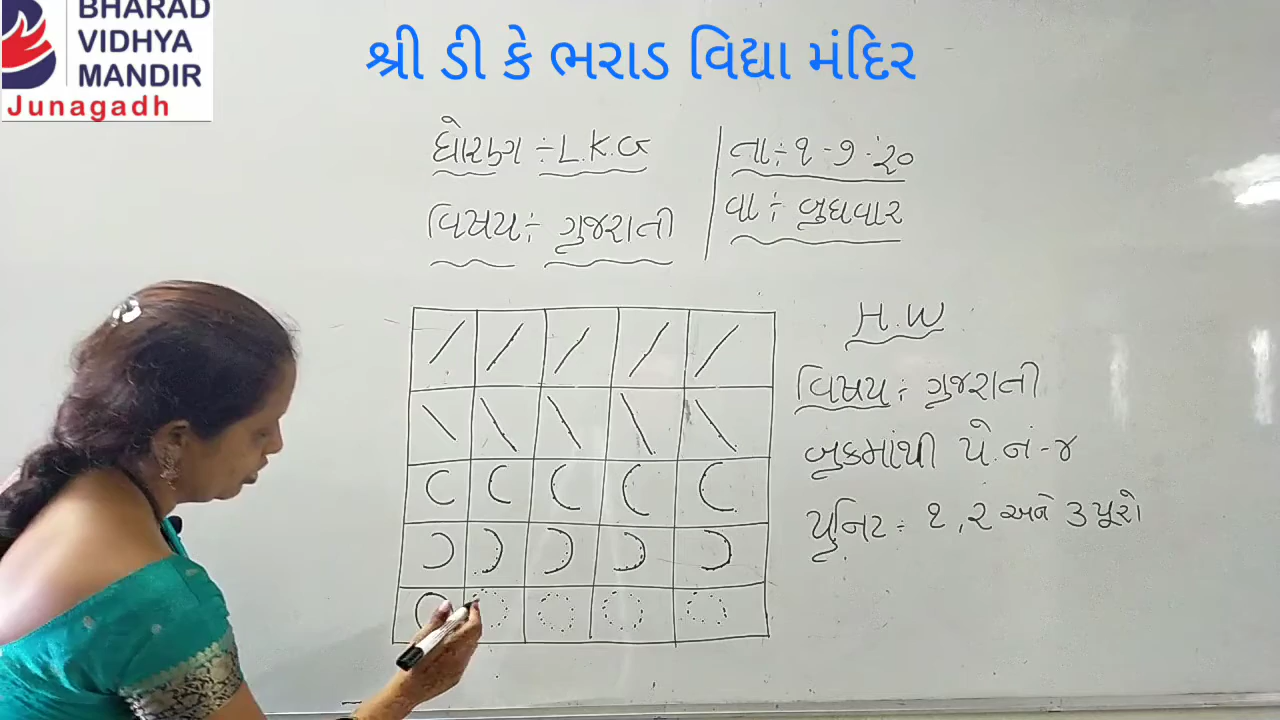 BHARAD
VIDHYA
MANDIR
Junagadh
શ્રી ડી કે ભરાડ વિદ્યા મંદિર
ધોરણ ÷ L.K.G
તા ÷ ૧ - ૭ - ૨૦
વિષય ÷ ગુજરાતી
વા ÷ બુધવાર
H.W
વિષય ÷ ગુજરાતી
બુકમાંથી પે.નં - ૪
યુનિટ ÷ ૧, ૨ અને ૩ પૂરો